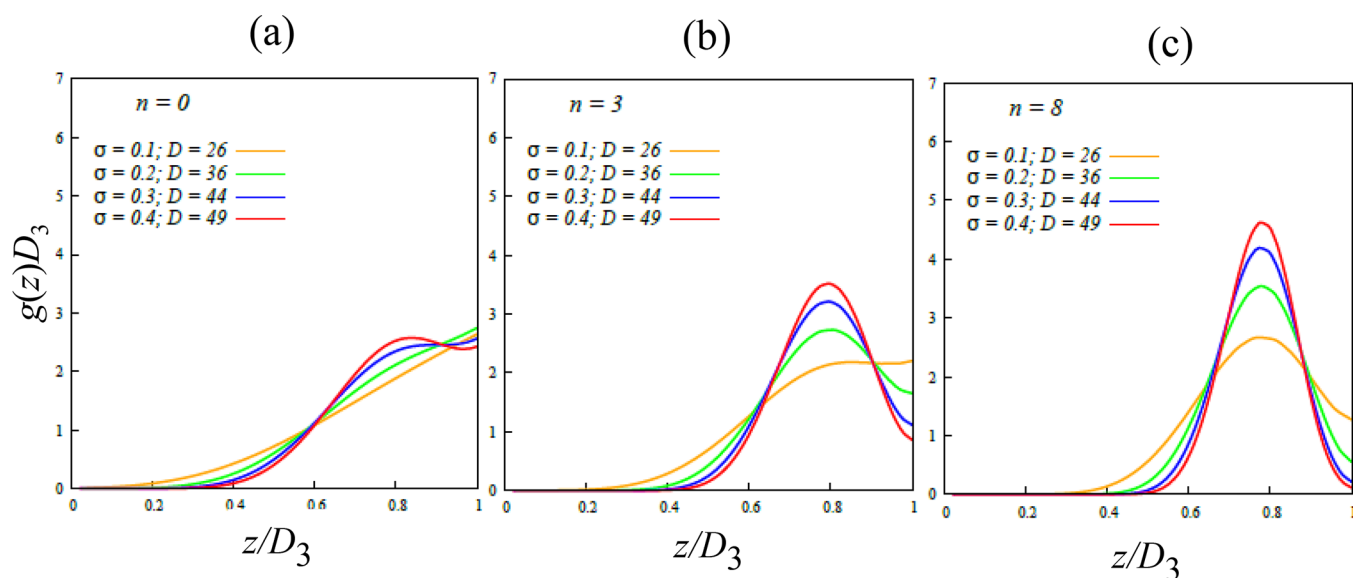 (a)
n = 0
σ = 0.1; D = 26
σ = 0.2; D = 36
σ = 0.3; D = 44
σ = 0.4; D = 49
7
6
5
4
3
2
1
0
0 0.2 0.4 0.6 0.8 1
g(z)D3
z/D3
(b)
n = 3
σ = 0.1; D = 26
σ = 0.2; D = 36
σ = 0.3; D = 44
σ = 0.4; D = 49
7
6
5
4
3
2
1
0
0 0.2 0.4 0.6 0.8 1
z/D3
(c)
n = 8
σ = 0.1; D = 26
σ = 0.2; D = 36
σ = 0.3; D = 44
σ = 0.4; D = 49
7
6
5
4
3
2
1
0
0 0.2 0.4 0.6 0.8 1
z/D3